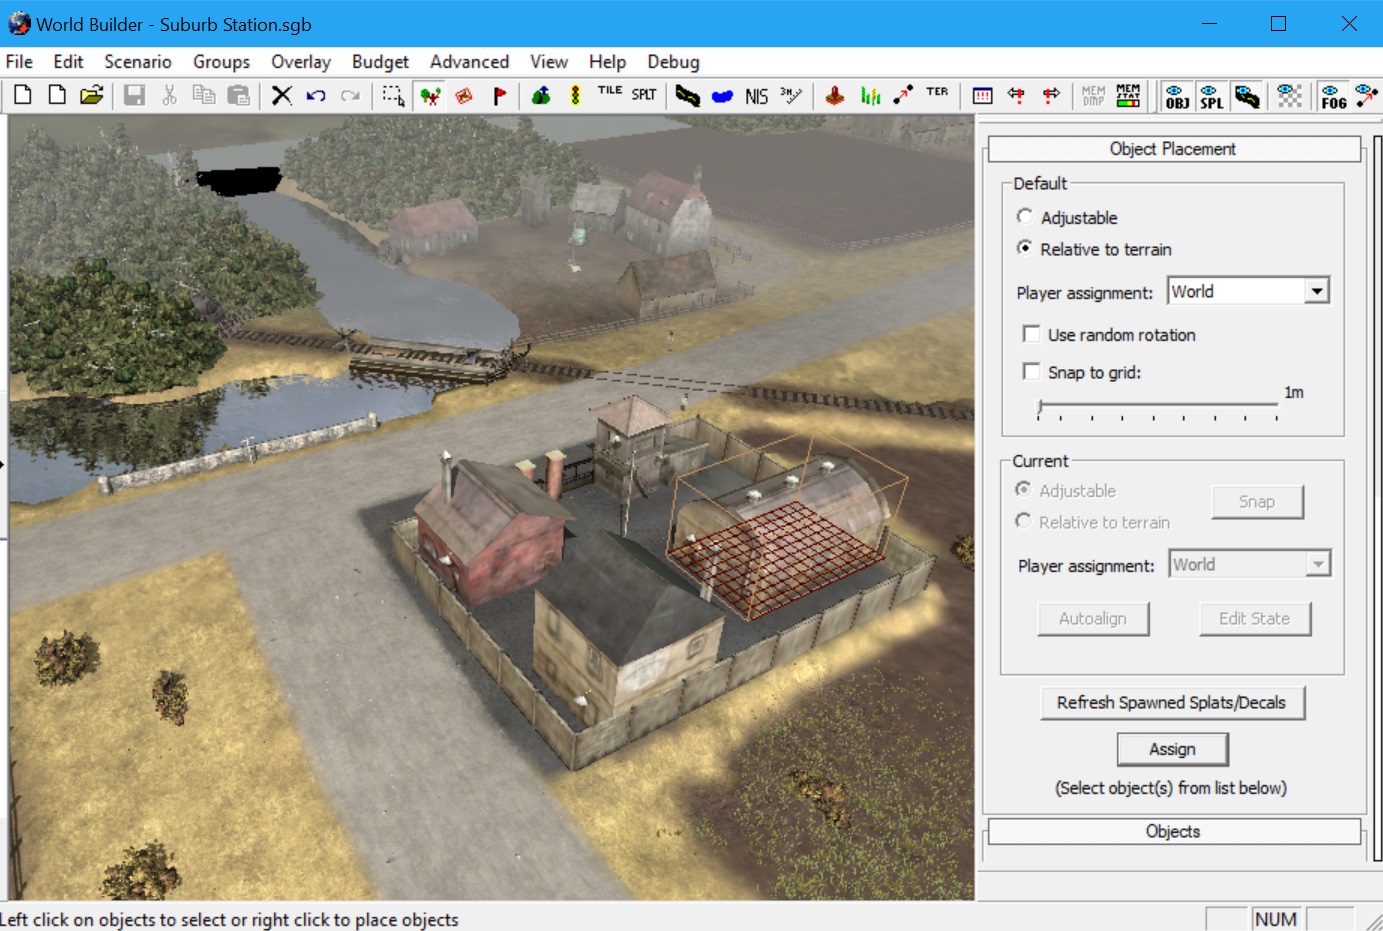 World Builder - Suburb Station.sgb
File Edit Scenario Groups Overlay Budget Advanced View Help Debug
TILE SPLT NIS 3M TER MEM DMP MEM STAT OBJ SPL FOG
Object Placement
Default
Adjustable
Relative to terrain
Player assignment: World
Use random rotation
Snap to grid:
1m
Current
Adjustable
Snap
Relative to terrain
Player assignment: World
Autoalign Edit State
Refresh Spawned Splats/Decals
Assign
(Select object(s) from list below)
Objects
Left click on objects to select or right click to place objects
NUM